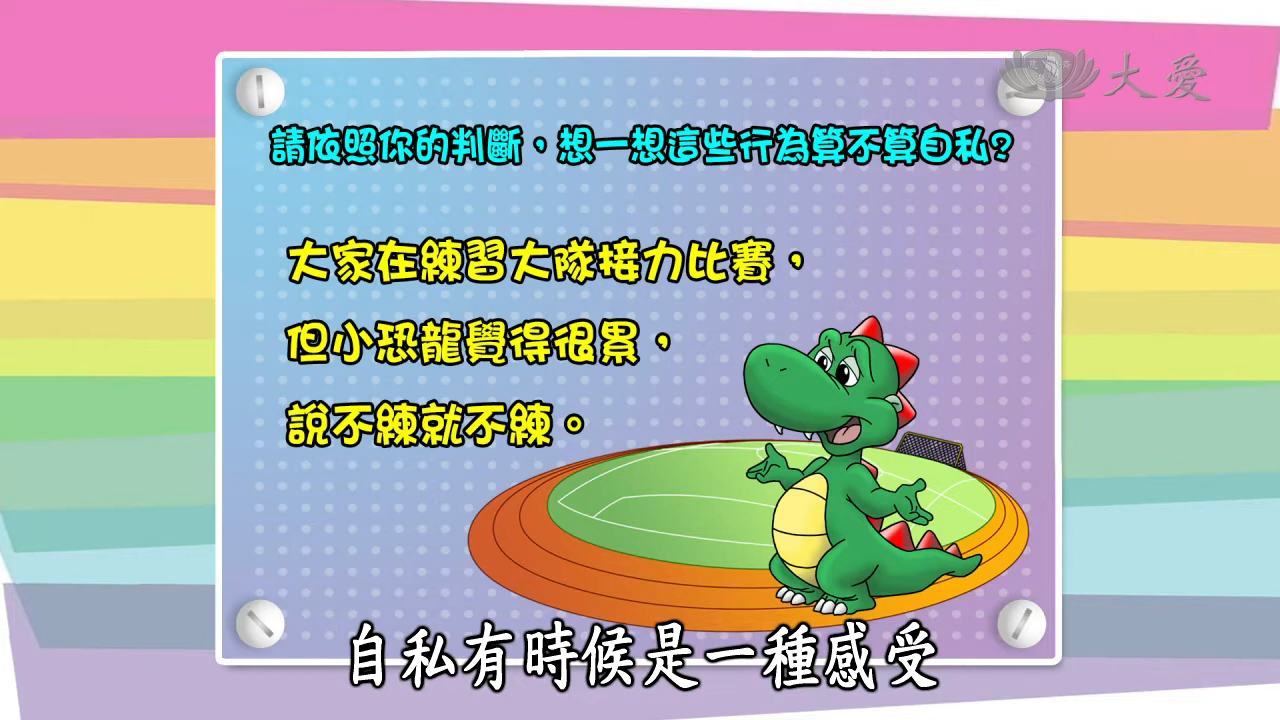 大愛
請依照你的判斷，想一想這些行為算不算自私?
大家在練習大隊接力比賽，
但小恐龍覺得很累，
說不練就不練。
自私有時候是一種感受